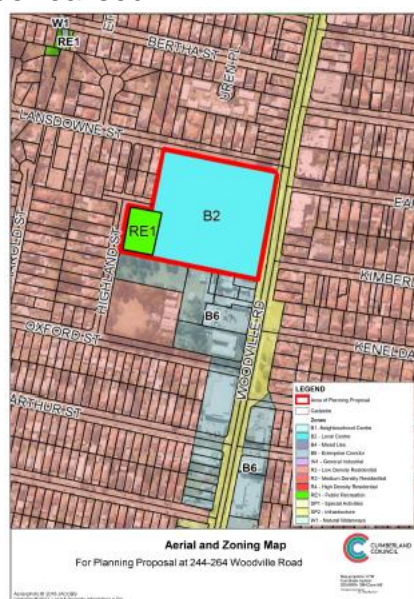 W1
RE1
BERTHA ST
UREN PL
LANSDOWNE ST
B2
RE1
HIGHLAND ST
B6
OXFORD ST
WOODVILLE RD
ARTHUR ST
B6
LEGEND
Area of Planning Proposal
Cadastre
Zones
B1 - Neighbourhood Centre
B2 - Local Centre
B4 - Mixed Use
B6 - Enterprise Corridor
IN1 - General Industrial
R2 - Low Density Residential
R3 - Medium Density Residential
R4 - High Density Residential
RE1 - Public Recreation
SP1 - Special Activities
SP2 - Infrastructure
W1 - Natural Waterways
Aerial and Zoning Map
For Planning Proposal at 244-264 Woodville Road
CUMBERLAND
COUNCIL